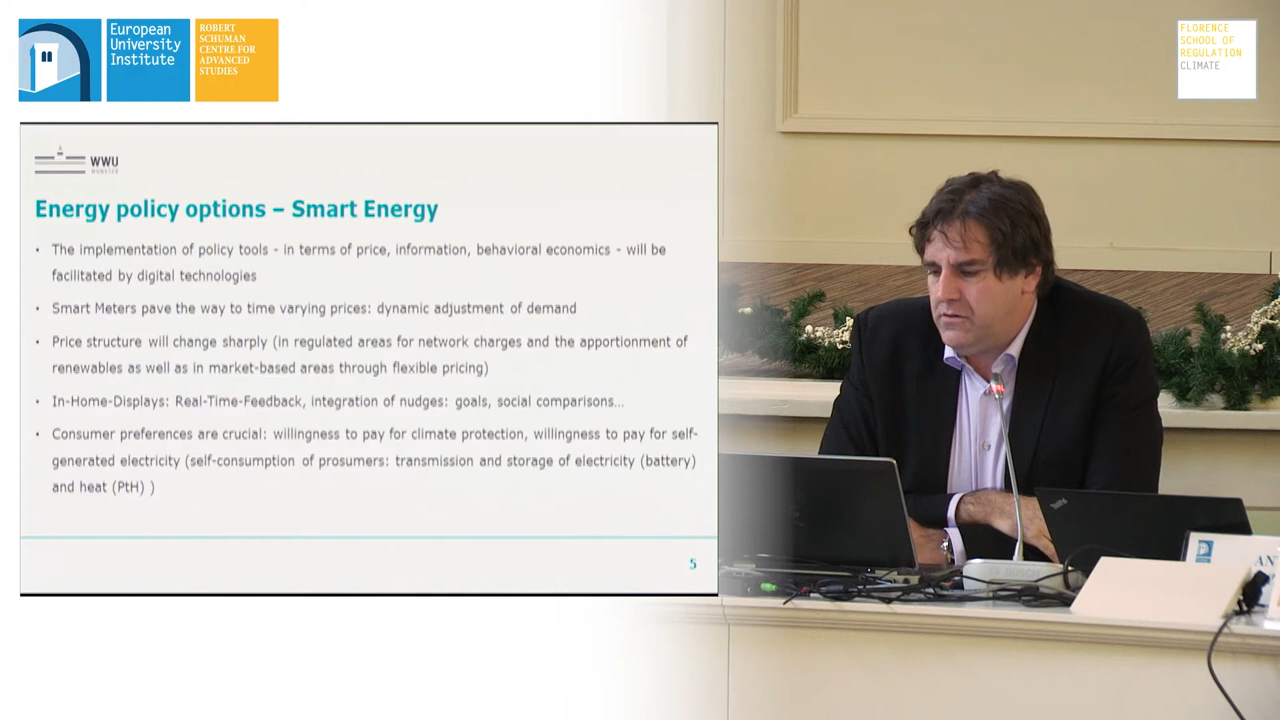 European
University
Institute
ROBERT
SCHUMAN
CENTRE FOR
ADVANCED
STUDIES
FLORENCE
SCHOOL OF
REGULATION
CLIMATE
WWU
MÜNSTER
Energy policy options – Smart Energy
• The implementation of policy tools - in terms of price, information, behavioral economics - will be
facilitated by digital technologies
• Smart Meters pave the way to time varying prices: dynamic adjustment of demand
• Price structure will change sharply (in regulated areas for network charges and the apportionment of
renewables as well as in market-based areas through flexible pricing)
• In-Home-Displays: Real-Time-Feedback, integration of nudges: goals, social comparisons...
• Consumer preferences are crucial: willingness to pay for climate protection, willingness to pay for self-
generated electricity (self-consumption of prosumers: transmission and storage of electricity (battery)
and heat (PtH) )
5
ThinkPad